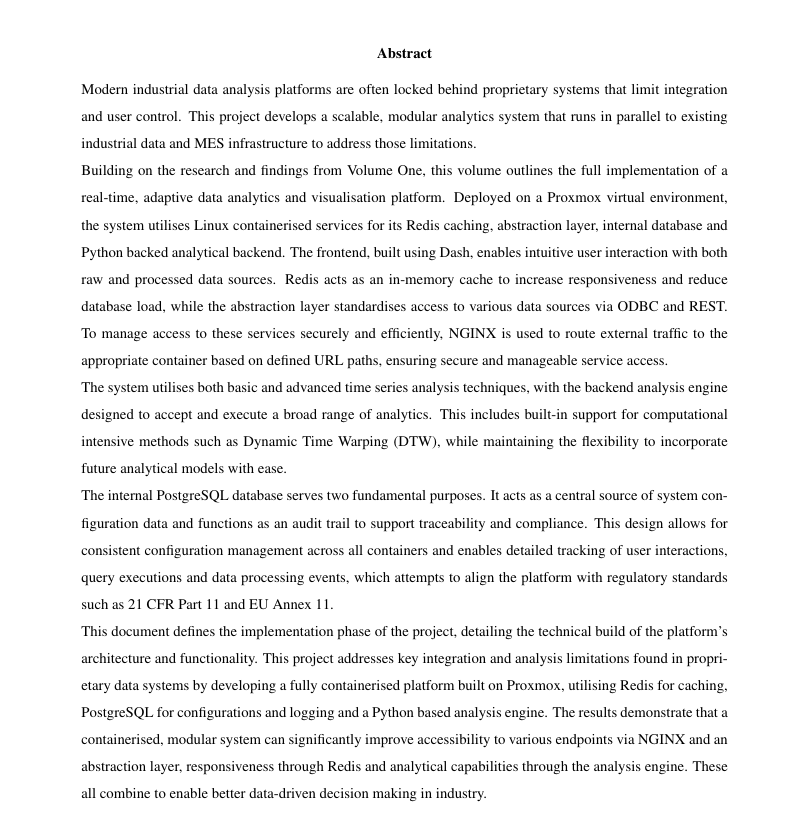 Abstract
Modern industrial data analysis platforms are often locked behind proprietary systems that limit integration
and user control. This project develops a scalable, modular analytics system that runs in parallel to existing
industrial data and MES infrastructure to address those limitations.
Building on the research and findings from Volume One, this volume outlines the full implementation of a
real-time, adaptive data analytics and visualisation platform. Deployed on a Proxmox virtual environment,
the system utilises Linux containerised services for its Redis caching, abstraction layer, internal database and
Python backed analytical backend. The frontend, built using Dash, enables intuitive user interaction with both
raw and processed data sources. Redis acts as an in-memory cache to increase responsiveness and reduce
database load, while the abstraction layer standardises access to various data sources via ODBC and REST.
To manage access to these services securely and efficiently, NGINX is used to route external traffic to the
appropriate container based on defined URL paths, ensuring secure and manageable service access.
The system utilises both basic and advanced time series analysis techniques, with the backend analysis engine
designed to accept and execute a broad range of analytics. This includes built-in support for computational
intensive methods such as Dynamic Time Warping (DTW), while maintaining the flexibility to incorporate
future analytical models with ease.
The internal PostgreSQL database serves two fundamental purposes. It acts as a central source of system con-
figuration data and functions as an audit trail to support traceability and compliance. This design allows for
consistent configuration management across all containers and enables detailed tracking of user interactions,
query executions and data processing events, which attempts to align the platform with regulatory standards
such as 21 CFR Part 11 and EU Annex 11.
This document defines the implementation phase of the project, detailing the technical build of the platform's
architecture and functionality. This project addresses key integration and analysis limitations found in propri-
etary data systems by developing a fully containerised platform built on Proxmox, utilising Redis for caching,
PostgreSQL for configurations and logging and a Python based analysis engine. The results demonstrate that a
containerised, modular system can significantly improve accessibility to various endpoints via NGINX and an
abstraction layer, responsiveness through Redis and analytical capabilities through the analysis engine. These
all combine to enable better data-driven decision making in industry.